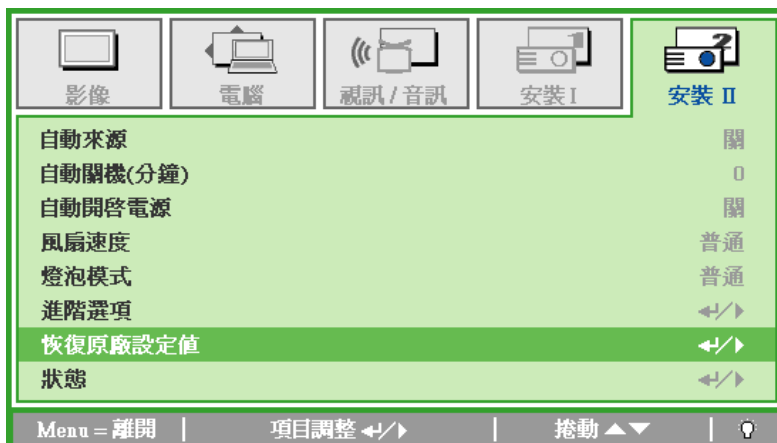 影像 電腦 視訊 / 音訊 安裝 I 安裝 II
自動來源 關
自動關機(分鐘) 0
自動開啓電源 關
風扇速度 普通
燈泡模式 普通
進階選項
恢復原廠設定值
狀態
Menu = 離開 項目調整 捲動